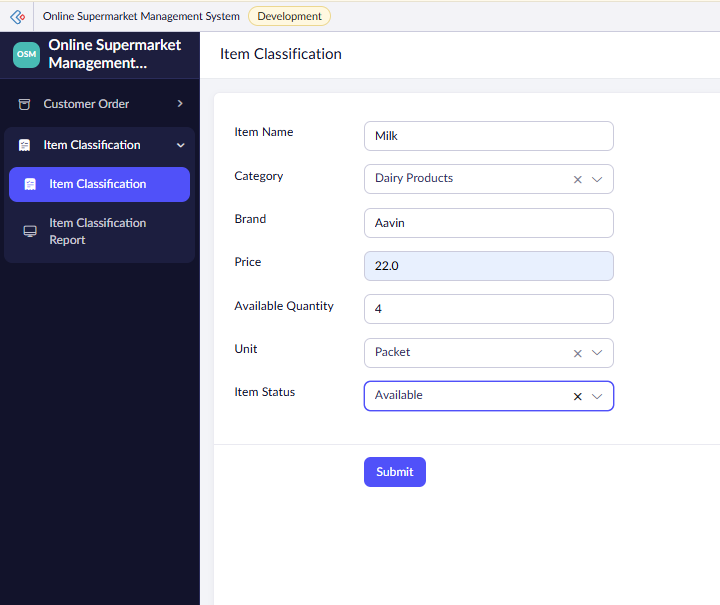 Online Supermarket Management System Development
OSM
Online Supermarket
Management...
Customer Order
Item Classification
Item Classification
Item Classification
Report
Item Classification
Item Name Milk
Category Dairy Products
Brand Aavin
Price 22.0
Available Quantity 4
Unit Packet
Item Status Available
Submit